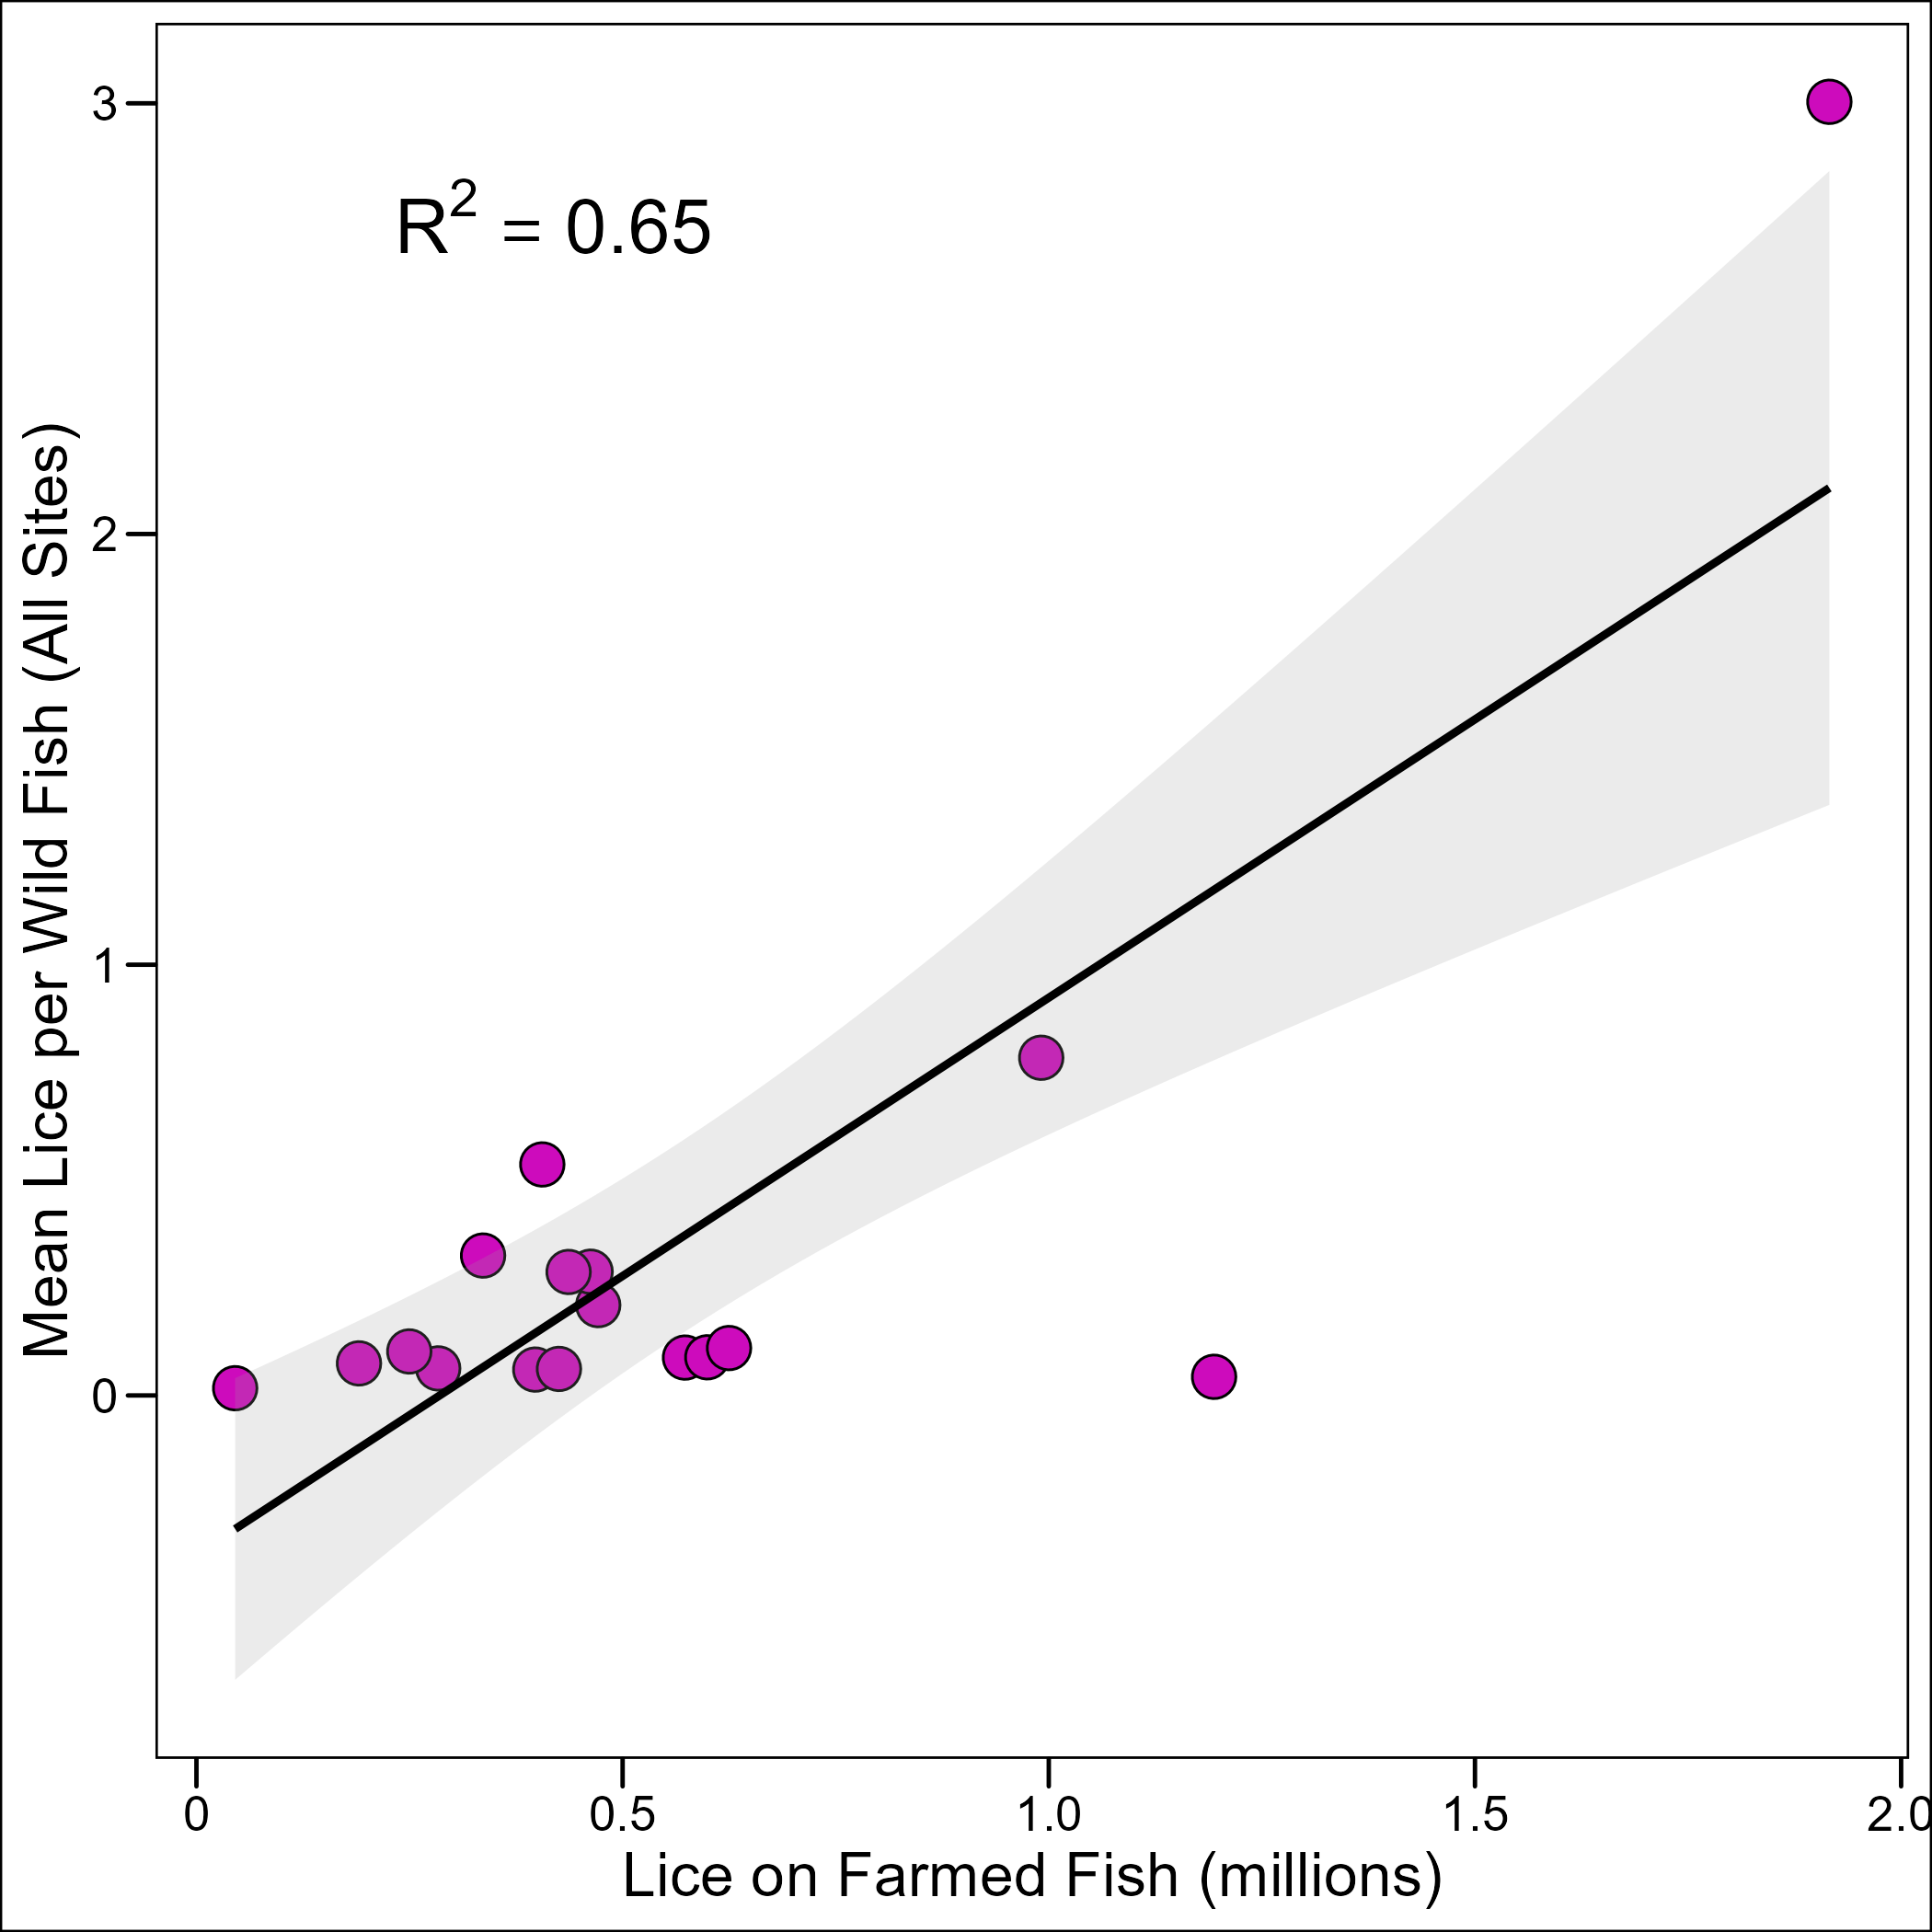 R² = 0.65
3
2
1
0
Mean Lice per Wild Fish (All Sites)
0 0.5 1.0 1.5 2.0
Lice on Farmed Fish (millions)